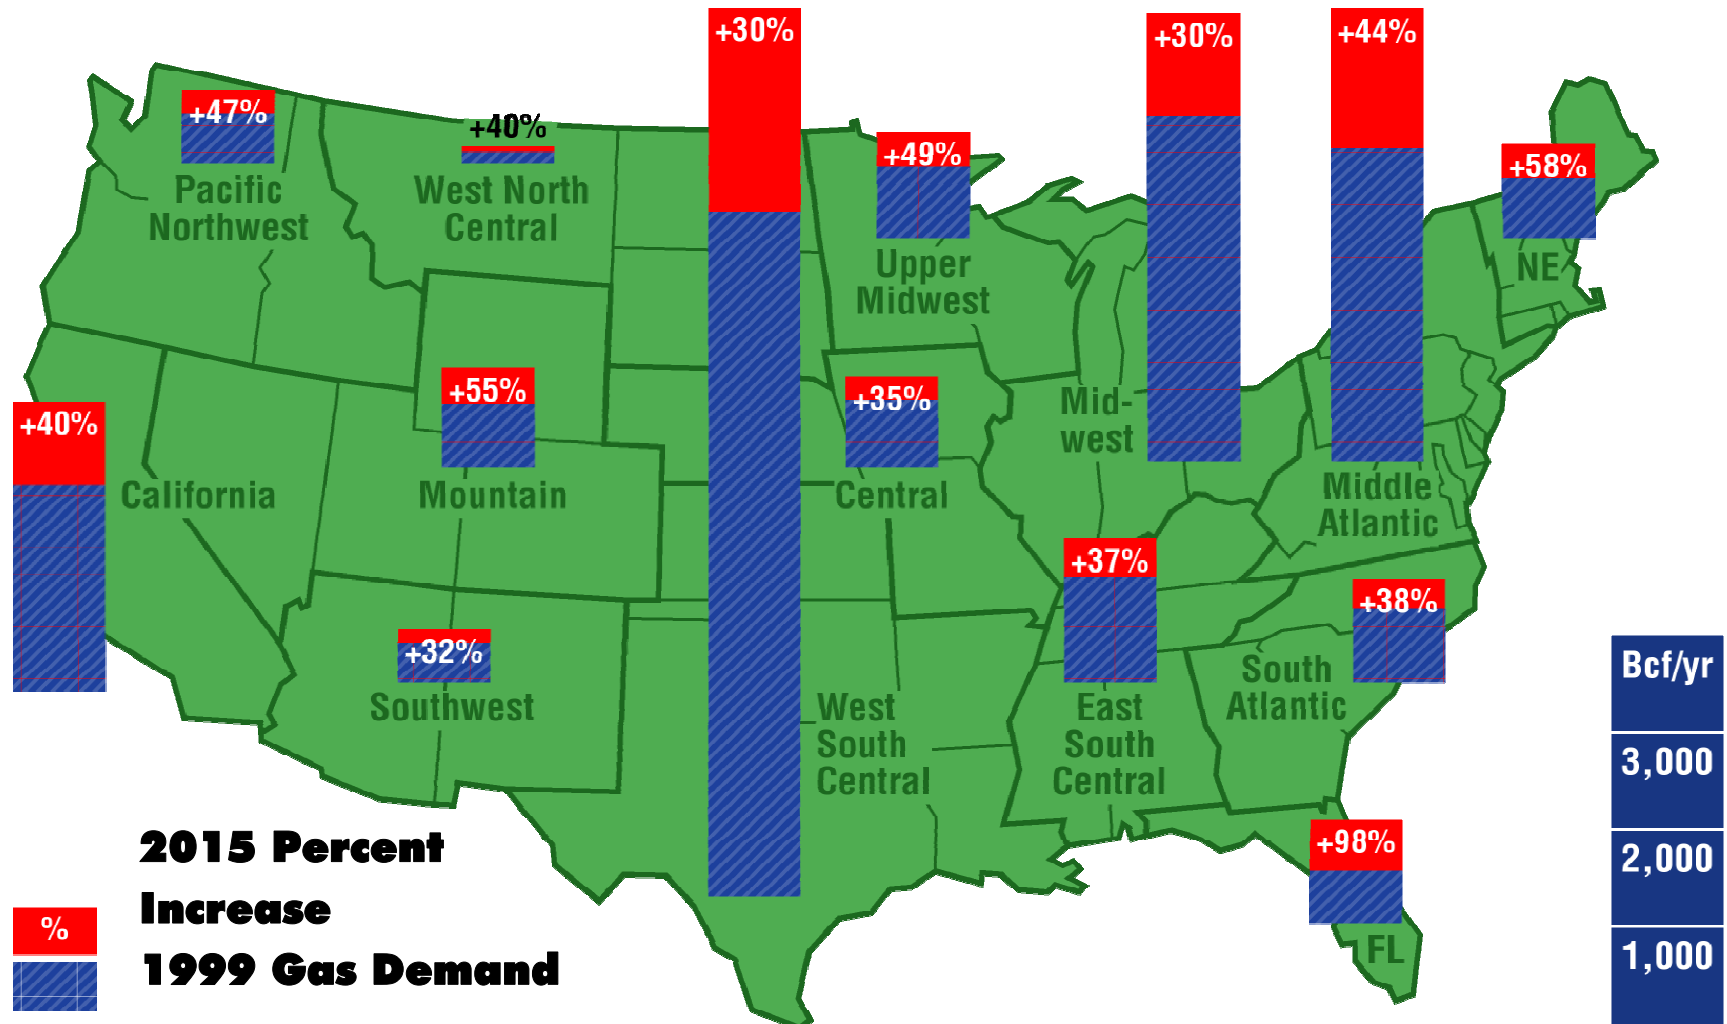 +30%
+30%
+44%
+47%
+40%
+49%
+58%
Pacific
Northwest
West North
Central
Upper
Midwest
NE
+55%
+35%
Mid-
west
+40%
California
Mountain
Central
Middle
Atlantic
+37%
+38%
+32%
Southwest
West
South
Central
East
South
Central
South
Atlantic
Bcf/yr
3,000
2,000
1,000
+98%
FL
2015 Percent
Increase
%
1999 Gas Demand